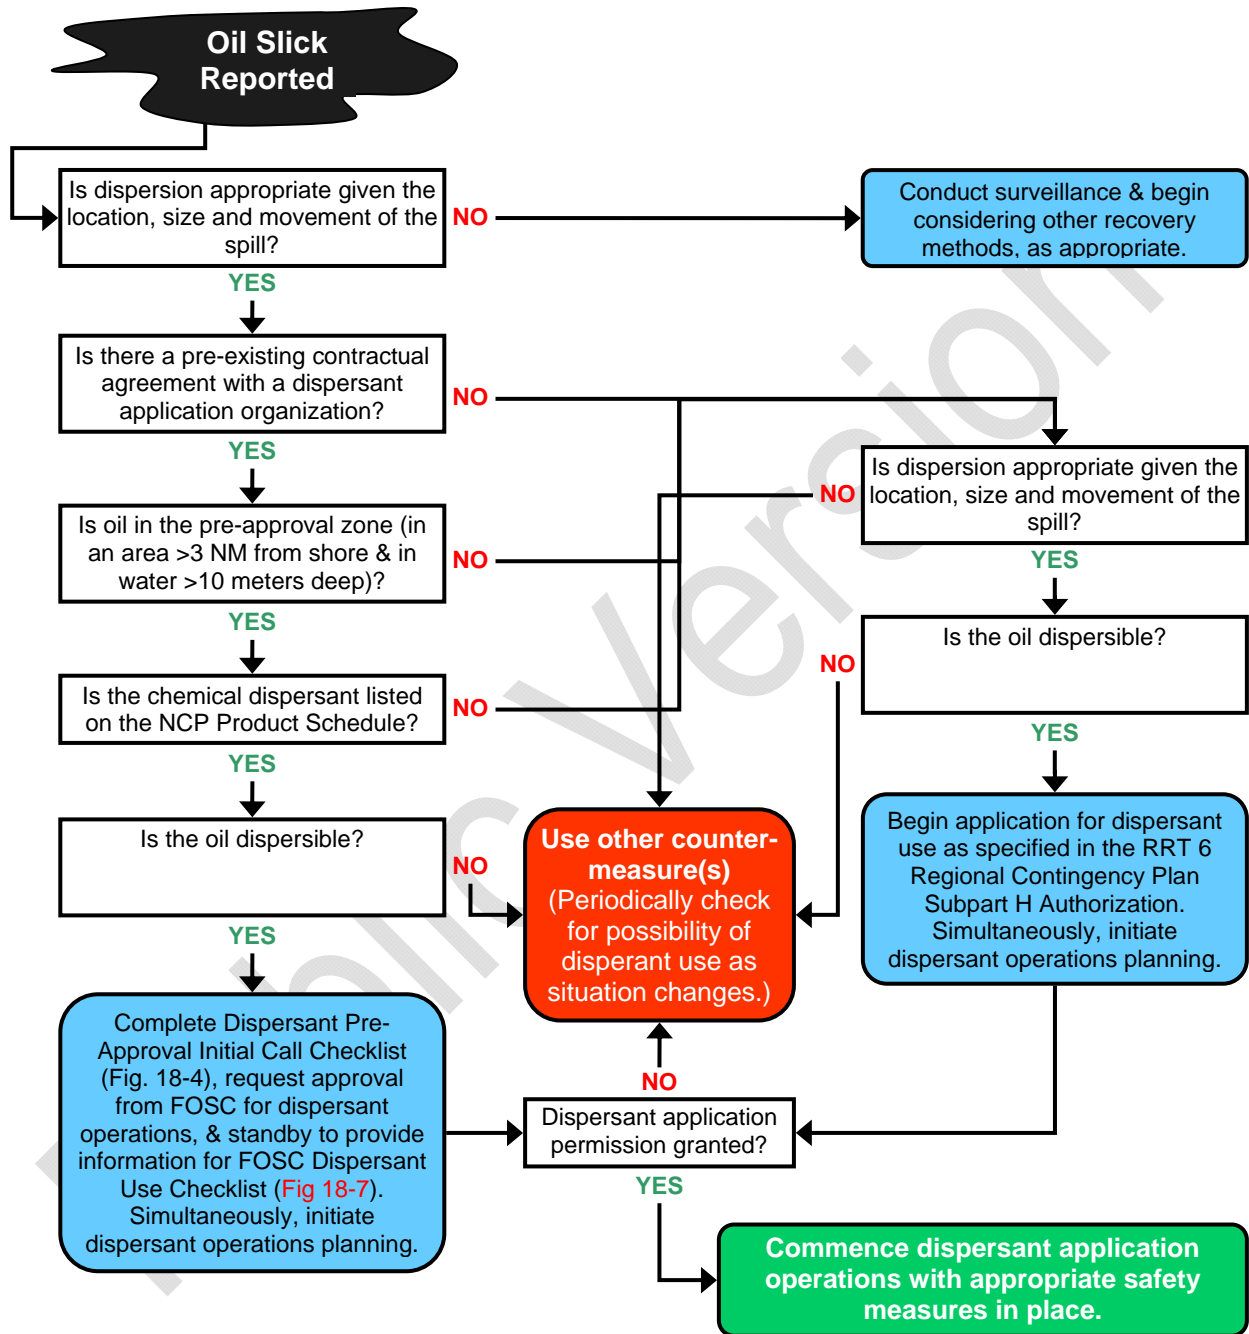 Oil Slick
Reported
Is dispersion appropriate given the
location, size and movement of the
spill?
NO
Conduct surveillance & begin
considering other recovery
methods, as appropriate.
YES
Is there a pre-existing contractual
agreement with a dispersant
application organization?
NO
YES
Is dispersion appropriate given the
location, size and movement of the
spill?
NO
YES
Is oil in the pre-approval zone (in
an area >3 NM from shore & in
water >10 meters deep)?
NO
YES
Is the oil dispersible?
NO
YES
Is the chemical dispersant listed
on the NCP Product Schedule?
NO
YES
Is the oil dispersible?
NO
YES
Use other counter-
measure(s)
(Periodically check
for possibility of
disperant use as
situation changes.)
Begin application for dispersant
use as specified in the RRT 6
Regional Contingency Plan
Subpart H Authorization.
Simultaneously, initiate
dispersant operations planning.
Complete Dispersant Pre-
Approval Initial Call Checklist
(Fig. 18-4), request approval
from FOSC for dispersant
operations, & standby to provide
information for FOSC Dispersant
Use Checklist (Fig 18-7).
Simultaneously, initiate
dispersant operations planning.
NO
Dispersant application
permission granted?
YES
Commence dispersant application
operations with appropriate safety
measures in place.
Public Version